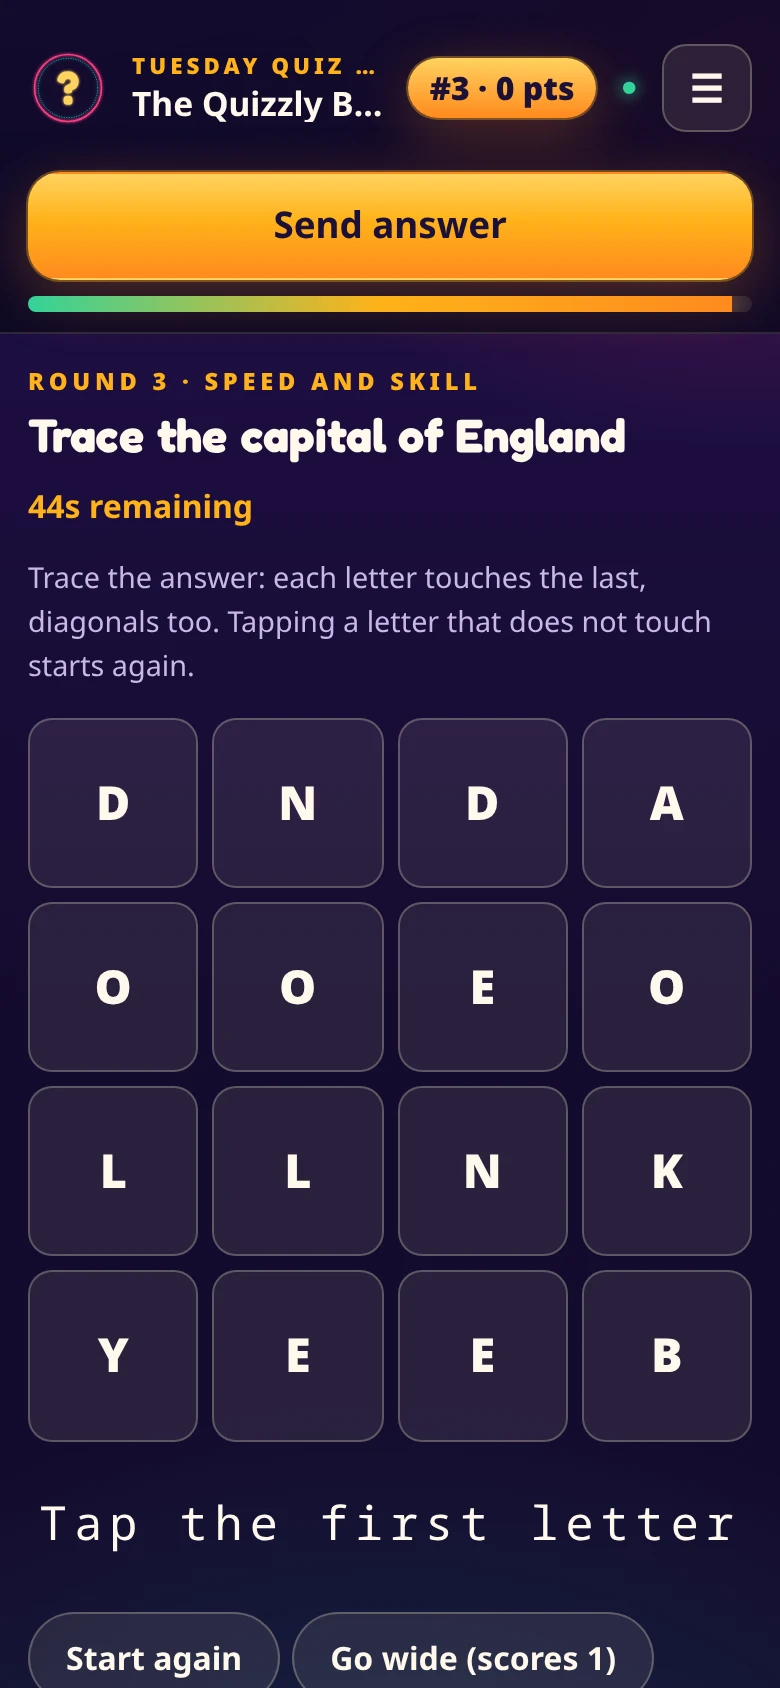 ?
TUESDAY QUIZ …
The Quizzly B…
#3 · 0 pts
Send answer
ROUND 3 · SPEED AND SKILL
Trace the capital of England
44s remaining
Trace the answer: each letter touches the last,
diagonals too. Tapping a letter that does not touch
starts again.
D N D A
O O E O
L L N K
Y E E B
Tap the first letter
Start again Go wide (scores 1)